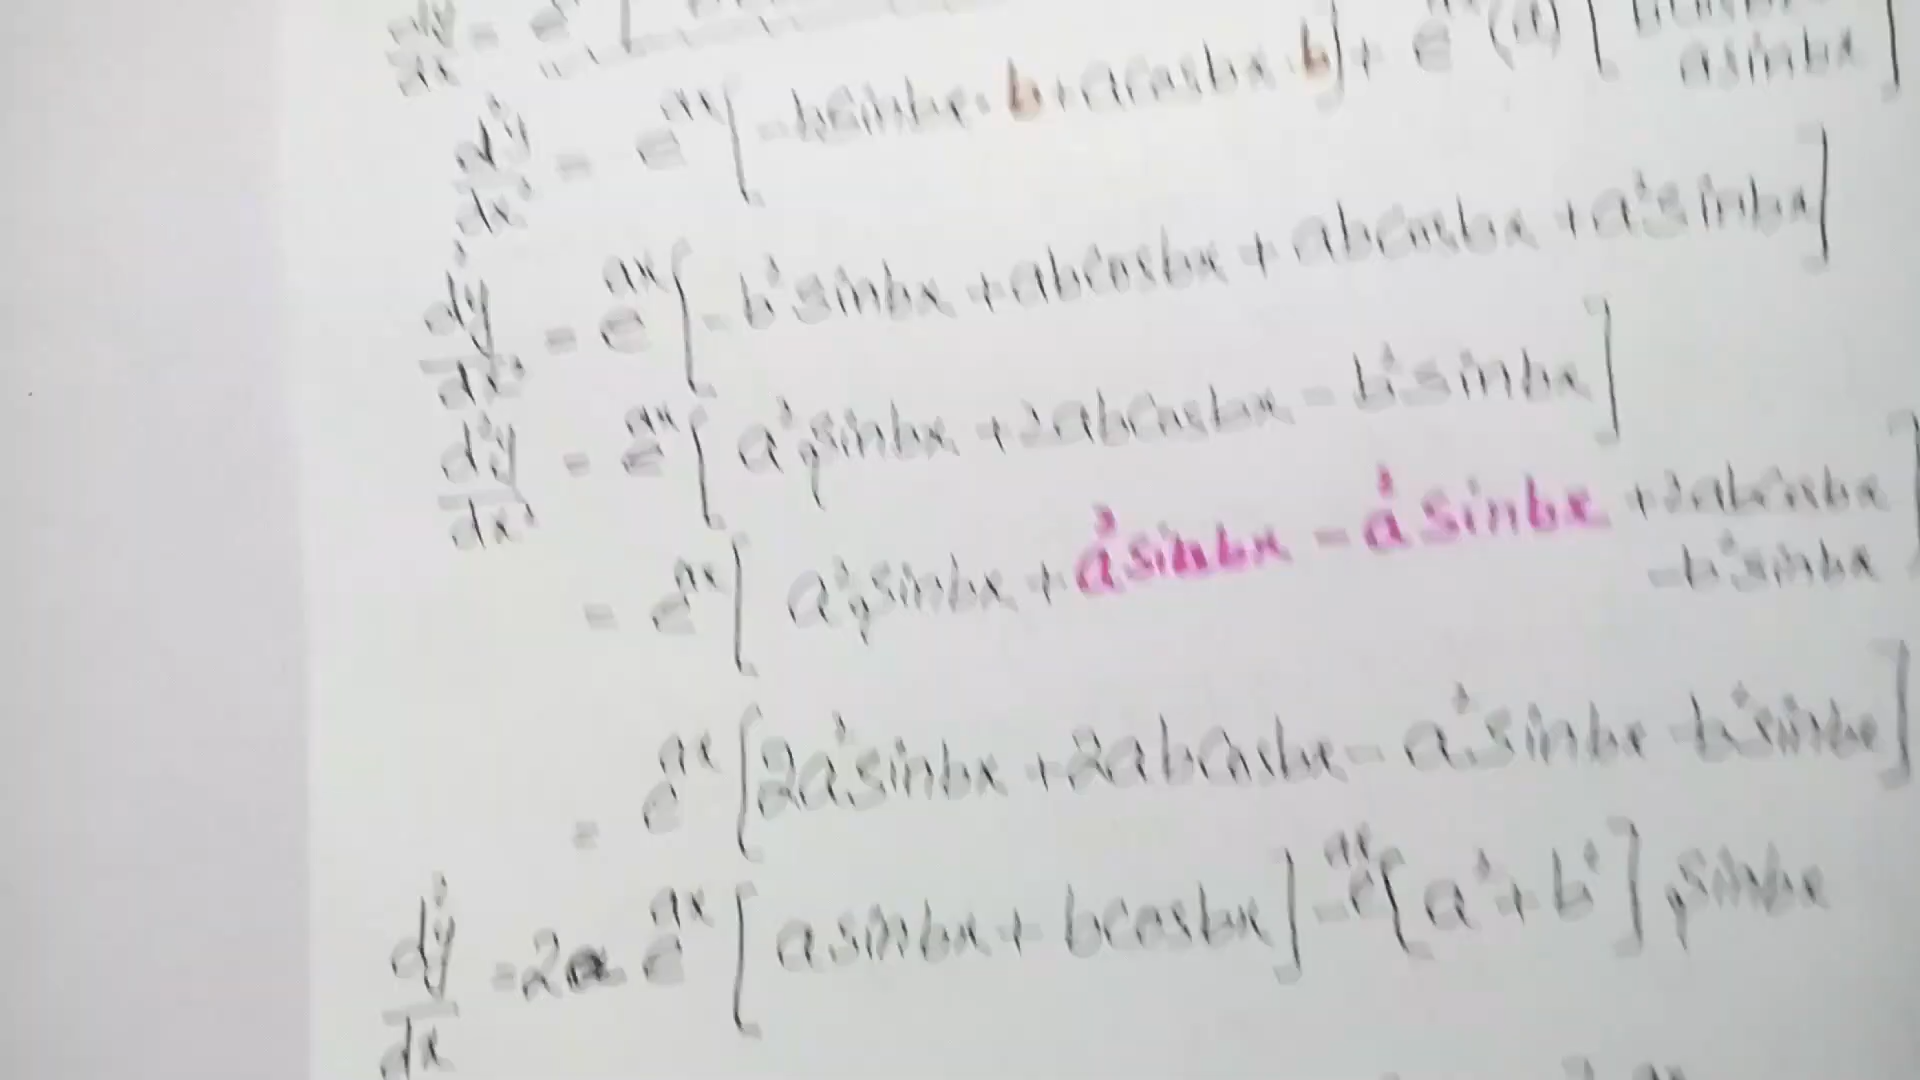 dy/dx = e
d²y/dx² = e^ax [ -b sinbx · b + a cosbx · b ] + e^ax (a) [ b cosbx
a sinbx ]
d²y/dx² = e^ax [ -b² sinbx + ab cosbx + ab cosbx + a² sinbx ]
d²y/dx² = e^ax [ a² sinbx + 2ab cosbx - b² sinbx ]
= e^ax [ a² sinbx + a² sinbx - a² sinbx + 2ab cosbx
- b² sinbx ]
= e^ax [ 2a² sinbx + 2ab cosbx - a² sinbx - b² sinbx ]
d²y/dx = 2a e^ax [ a sinbx + b cosbx ] - e^ax [ a² + b² ] sinbx